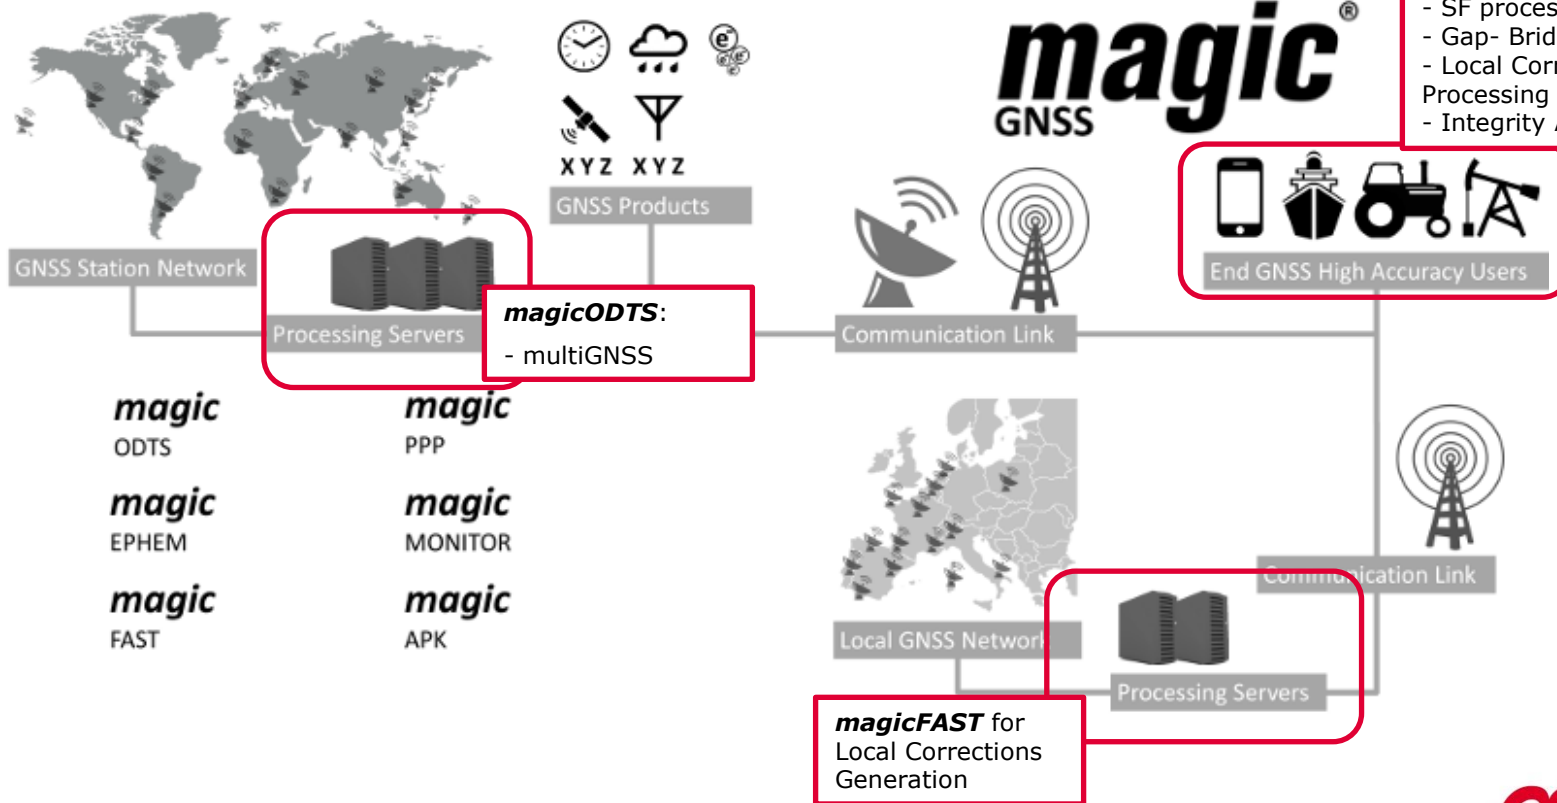 magic®
GNSS
- SF proces
- Gap- Brid
- Local Corr
Processing
- Integrity A
e⁻
e⁻
e⁻
e⁻
X Y Z
X Y Z
GNSS Products
GNSS Station Network
Processing Servers
magicODTS:
- multiGNSS
Communication Link
End GNSS High Accuracy Users
magic
ODTS
magic
PPP
magic
EPHEM
magic
MONITOR
magic
FAST
magic
APK
Communication Link
Local GNSS Network
Processing Servers
magicFAST for
Local Corrections
Generation